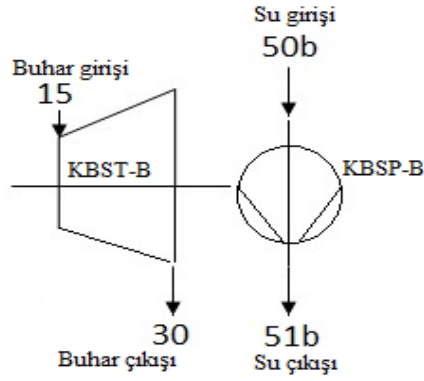 Su girişi
50b
Buhar girişi
15
KBST-B
KBSP-B
30
Buhar çıkışı
51b
Su çıkışı